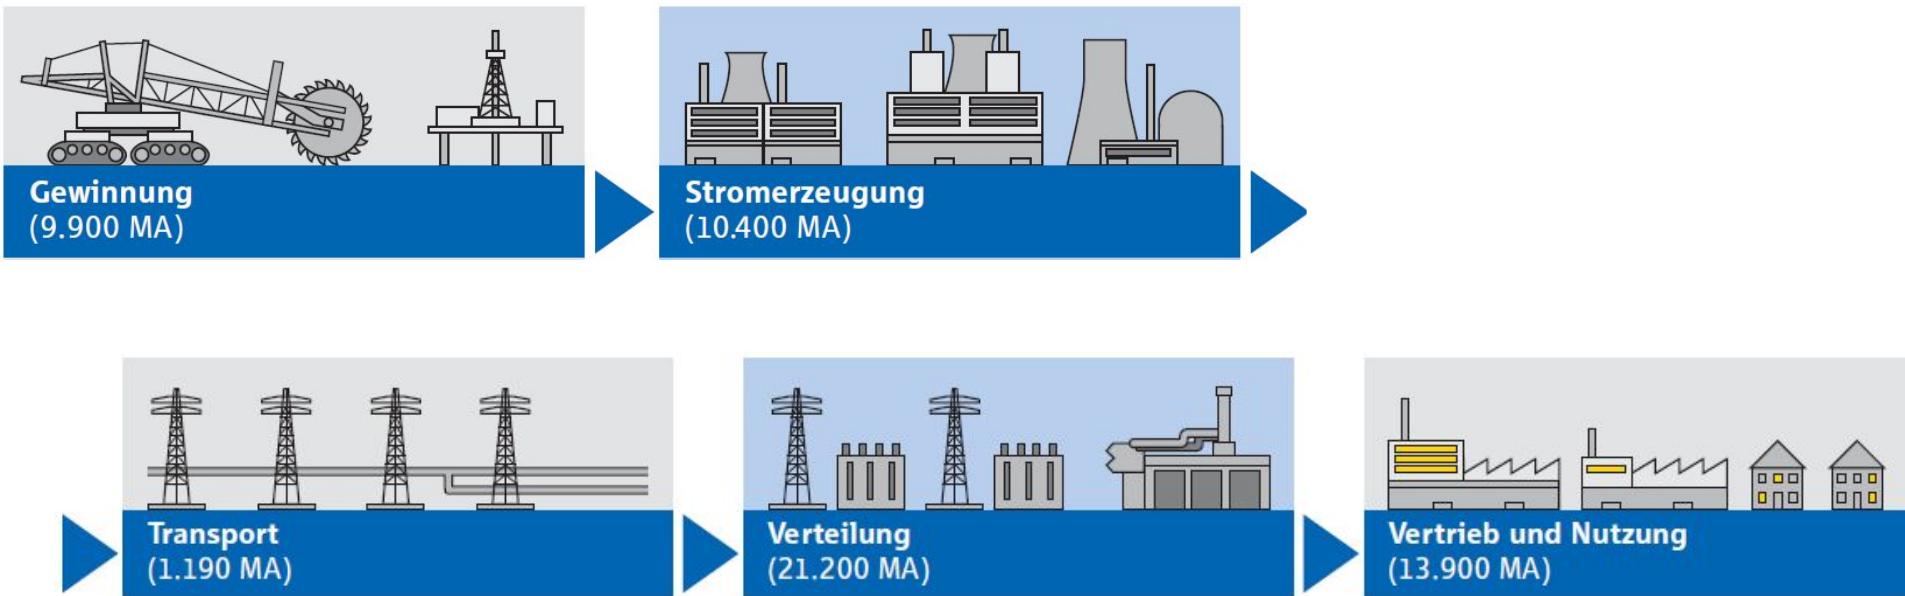 Gewinnung
(9.900 MA)
Stromerzeugung
(10.400 MA)
Transport
(1.190 MA)
Verteilung
(21.200 MA)
Vertrieb und Nutzung
(13.900 MA)